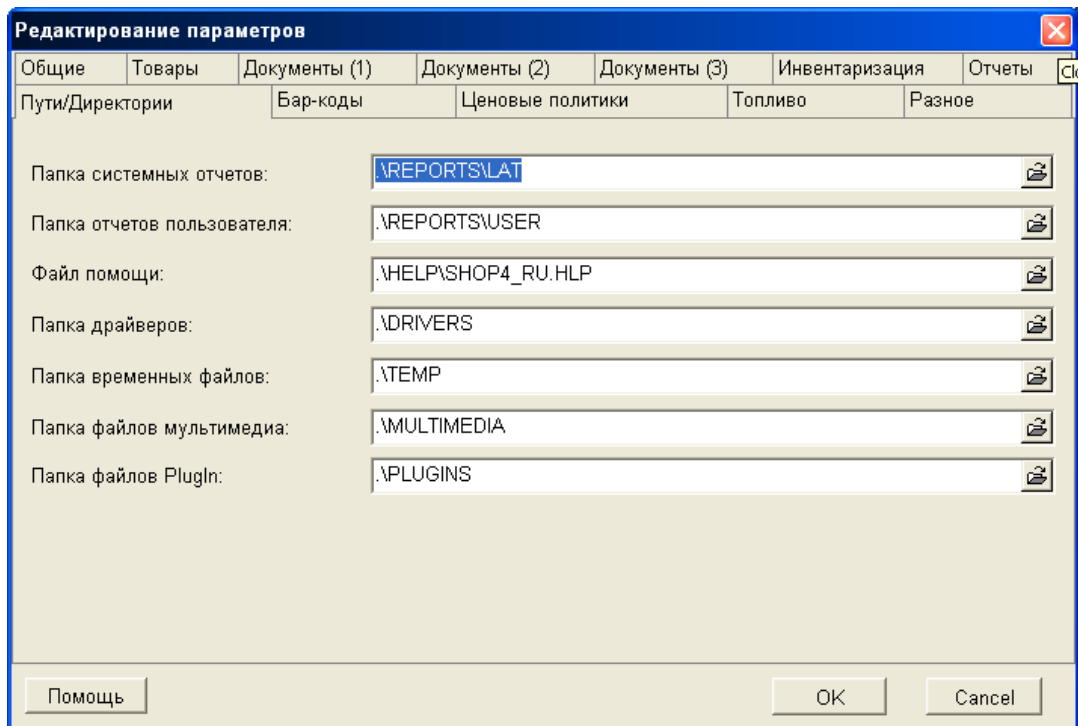 Редактирование параметров
Общие Товары Документы (1) Документы (2) Документы (3) Инвентаризация Отчеты
Пути/Директории Бар-коды Ценовые политики Топливо Разное
Папка системных отчетов: .\REPORTS\LAT
Папка отчетов пользователя: .\REPORTS\USER
Файл помощи: .\HELP\SHOP4_RU.HLP
Папка драйверов: .\DRIVERS
Папка временных файлов: .\TEMP
Папка файлов мультимедиа: .\MULTIMEDIA
Папка файлов PlugIn: .\PLUGINS
Помощь OK Cancel